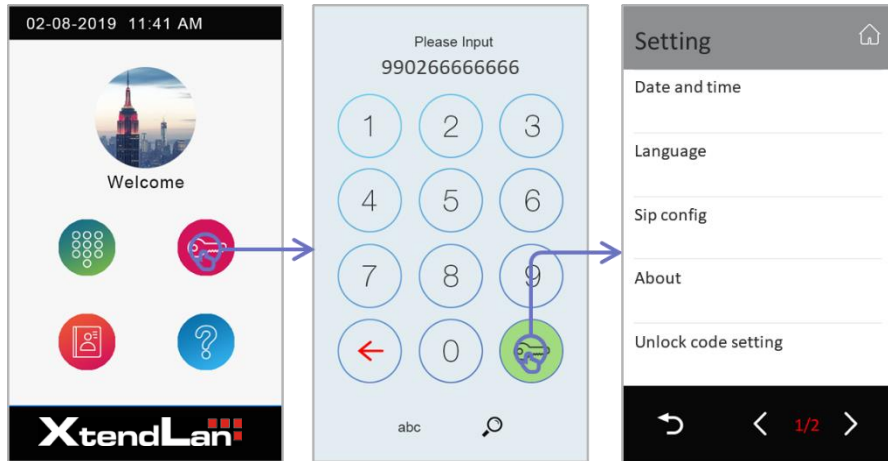 02-08-2019 11:41 AM
Welcome
XtendLan
Please Input
990266666666
1 2 3
4 5 6
7 8 9
0
abc
Setting
Date and time
Language
Sip config
About
Unlock code setting
1/2